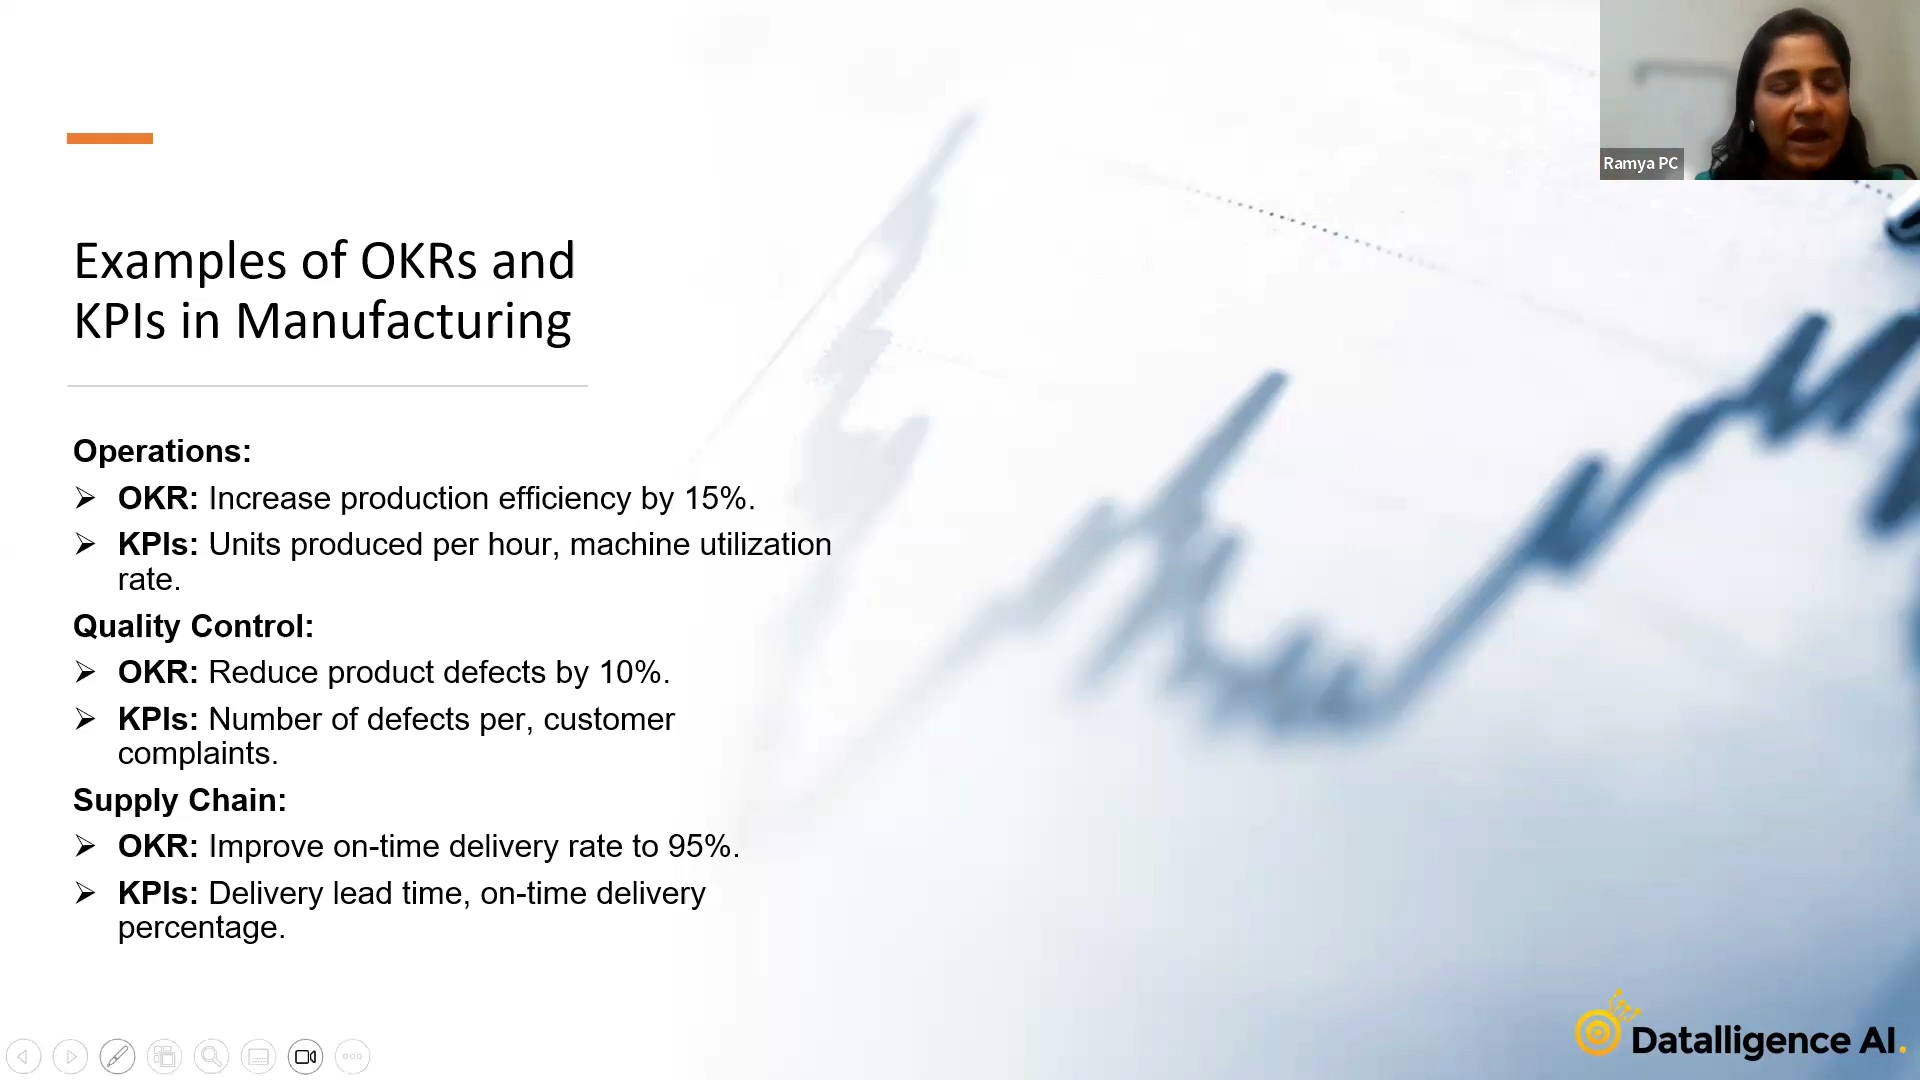 Ramya PC
Examples of OKRs and
KPIs in Manufacturing
Operations:
➢ OKR: Increase production efficiency by 15%.
➢ KPIs: Units produced per hour, machine utilization
rate.
Quality Control:
➢ OKR: Reduce product defects by 10%.
➢ KPIs: Number of defects per, customer
complaints.
Supply Chain:
➢ OKR: Improve on-time delivery rate to 95%.
➢ KPIs: Delivery lead time, on-time delivery
percentage.
Datalligence AI.